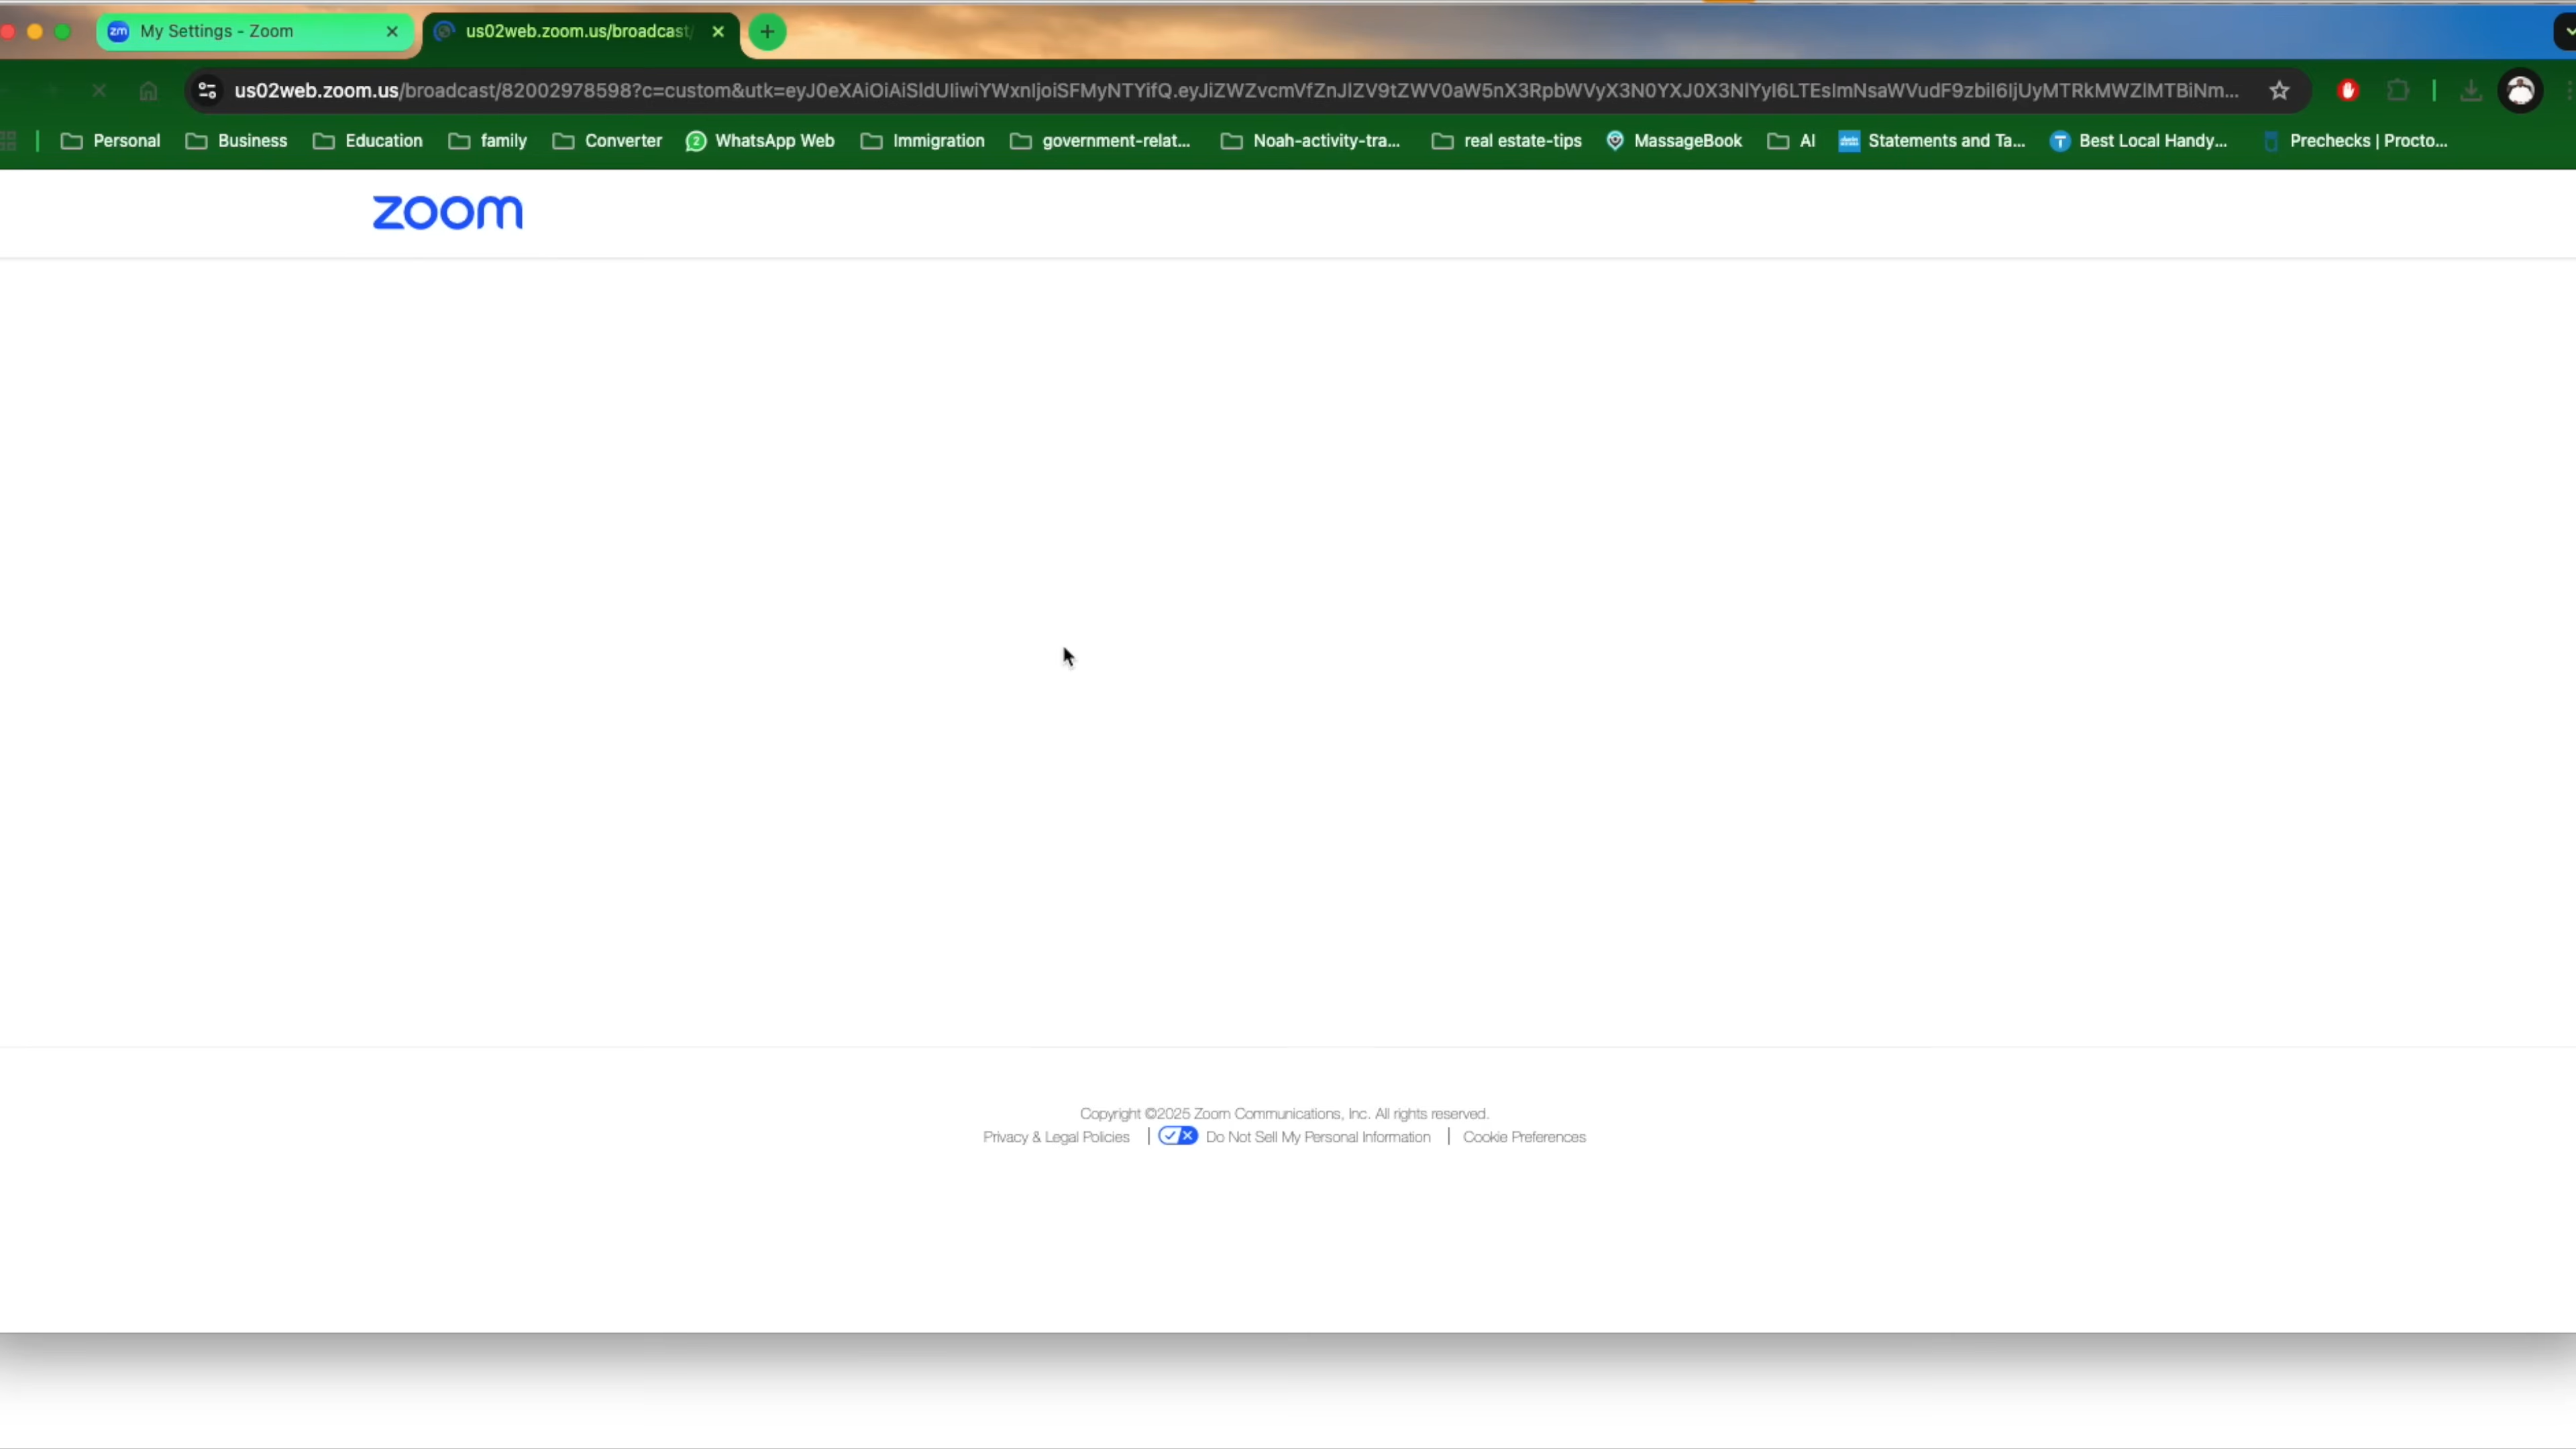 zm My Settings - Zoom
us02web.zoom.us/broadcast/
us02web.zoom.us/broadcast/82002978598?c=custom&utk=eyJ0eXAiOiAiSldUIiwiYWxnIjoiSFMyNTYifQ.eyJiZWZvcmVfZnJlZV9tZWV0aW5nX3RpbWVyX3N0YXJ0X3NlYyI6LTEsImNsaWVudF9zbiI6IjUyMTRkMWZlMTBiNm...
Personal Business Education family Converter WhatsApp Web Immigration government-relat... Noah-activity-tra... real estate-tips MassageBook AI Statements and Ta... Best Local Handy... Prechecks | Procto...
zoom
Copyright ©2025 Zoom Communications, Inc. All rights reserved.
Privacy & Legal Policies | Do Not Sell My Personal Information | Cookie Preferences